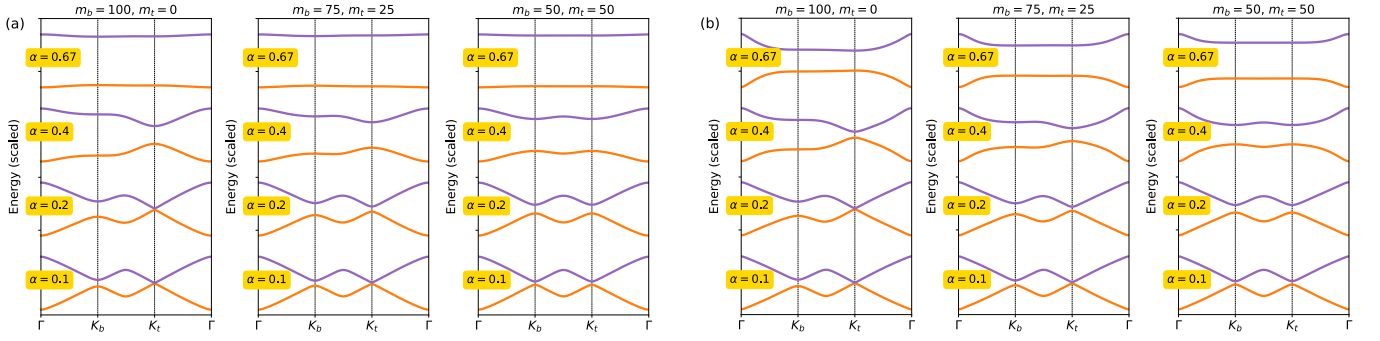 (a)
m_b = 100, m_t = 0
m_b = 75, m_t = 25
m_b = 50, m_t = 50
Energy (scaled)
α = 0.67
α = 0.4
α = 0.2
α = 0.1
Γ K_b K_t Γ
Energy (scaled)
α = 0.67
α = 0.4
α = 0.2
α = 0.1
Γ K_b K_t Γ
Energy (scaled)
α = 0.67
α = 0.4
α = 0.2
α = 0.1
Γ K_b K_t Γ
(b)
m_b = 100, m_t = 0
m_b = 75, m_t = 25
m_b = 50, m_t = 50
Energy (scaled)
α = 0.67
α = 0.4
α = 0.2
α = 0.1
Γ K_b K_t Γ
Energy (scaled)
α = 0.67
α = 0.4
α = 0.2
α = 0.1
Γ K_b K_t Γ
Energy (scaled)
α = 0.67
α = 0.4
α = 0.2
α = 0.1
Γ K_b K_t Γ